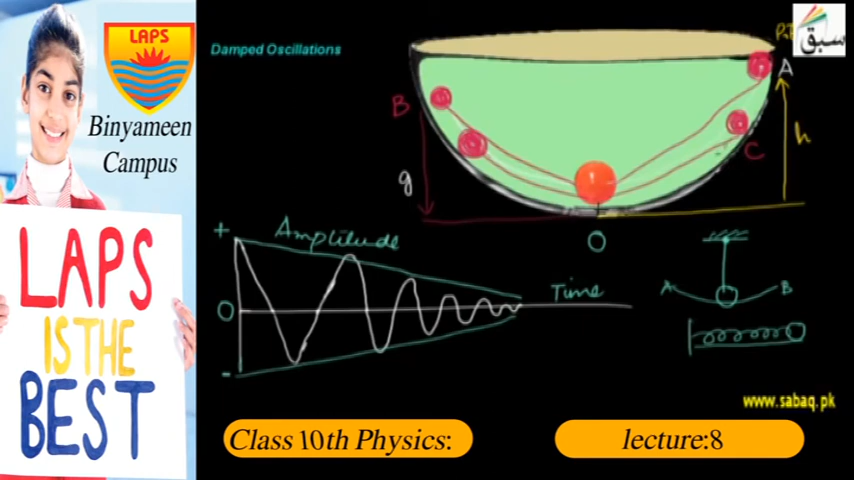 LAPS
Binyameen
Campus
LAPS
IS THE
BEST
Damped Oscillations
P.E
سبق
A
B
C
h
g
O
+
Amplitude
O
Time
-
A
B
www.sabaq.pk
Class 10th Physics:
lecture:8